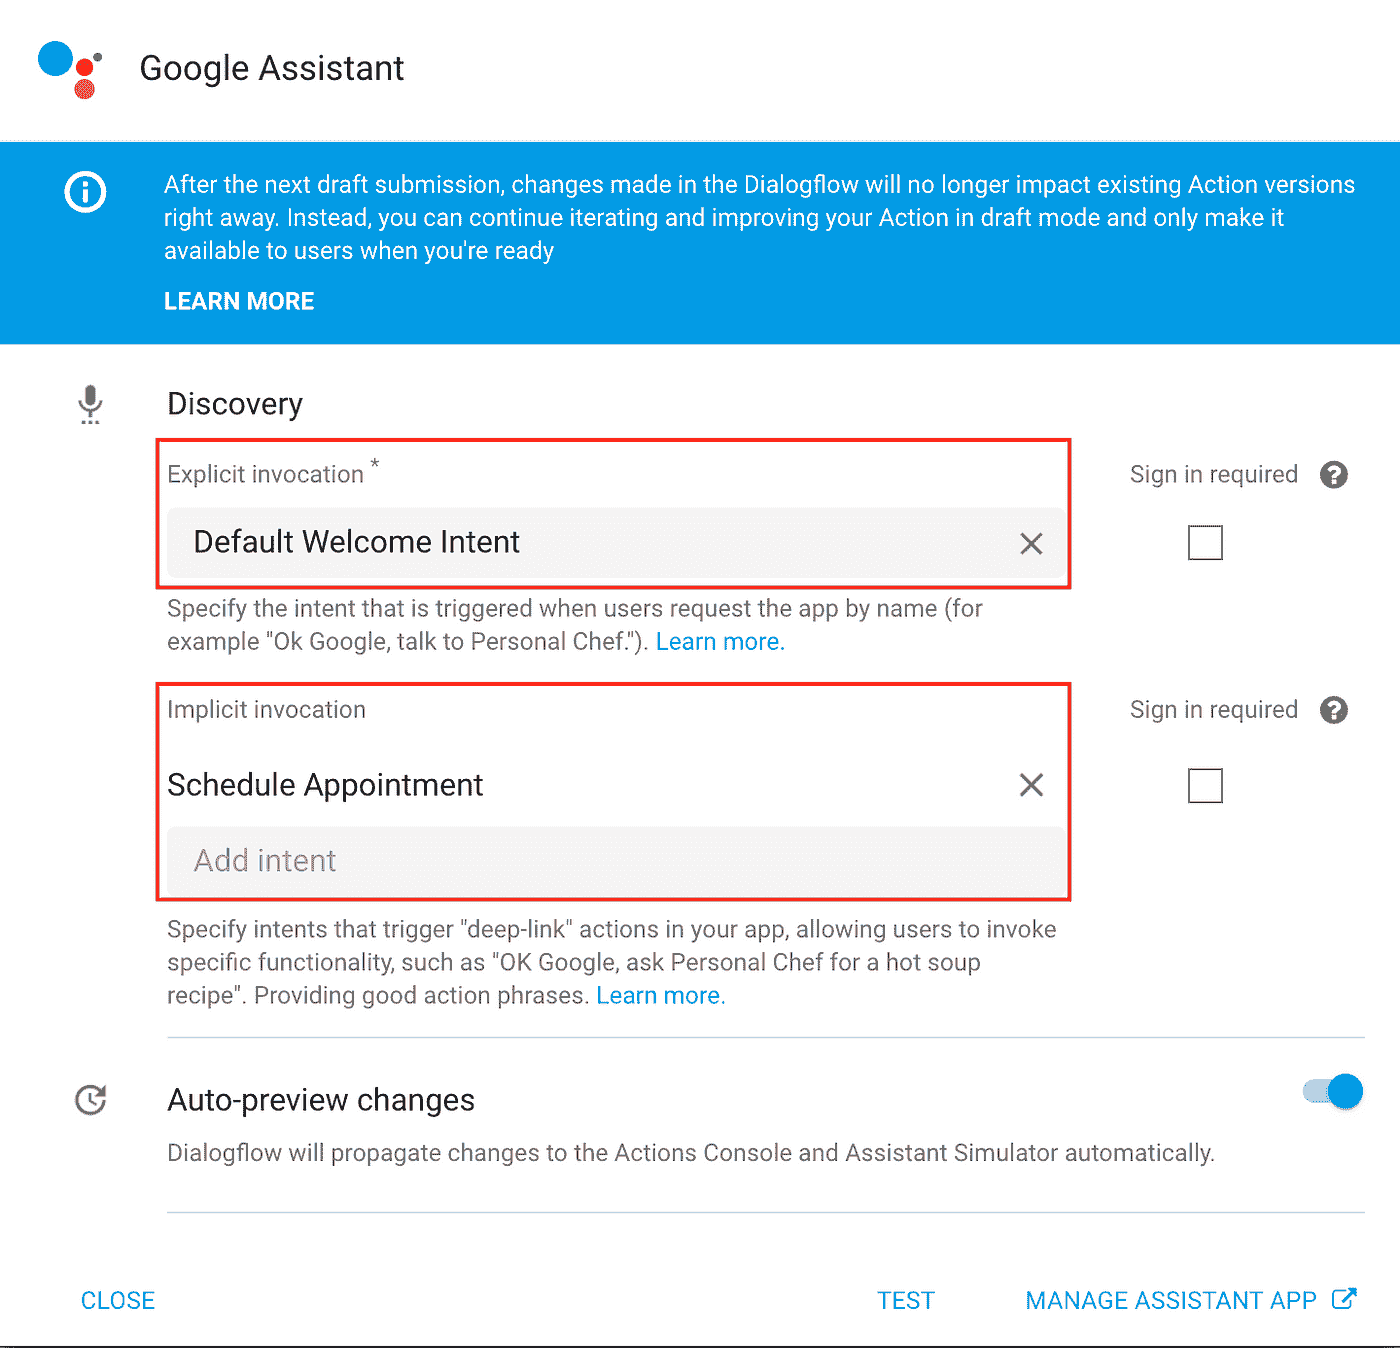 Google Assistant
After the next draft submission, changes made in the Dialogflow will no longer impact existing Action versions
right away. Instead, you can continue iterating and improving your Action in draft mode and only make it
available to users when you're ready
LEARN MORE
Discovery
Explicit invocation *
Sign in required ?
Default Welcome Intent
Specify the intent that is triggered when users request the app by name (for
example "Ok Google, talk to Personal Chef."). Learn more.
Implicit invocation
Sign in required ?
Schedule Appointment
Add intent
Specify intents that trigger "deep-link" actions in your app, allowing users to invoke
specific functionality, such as "OK Google, ask Personal Chef for a hot soup
recipe". Providing good action phrases. Learn more.
Auto-preview changes
Dialogflow will propagate changes to the Actions Console and Assistant Simulator automatically.
CLOSE
TEST
MANAGE ASSISTANT APP